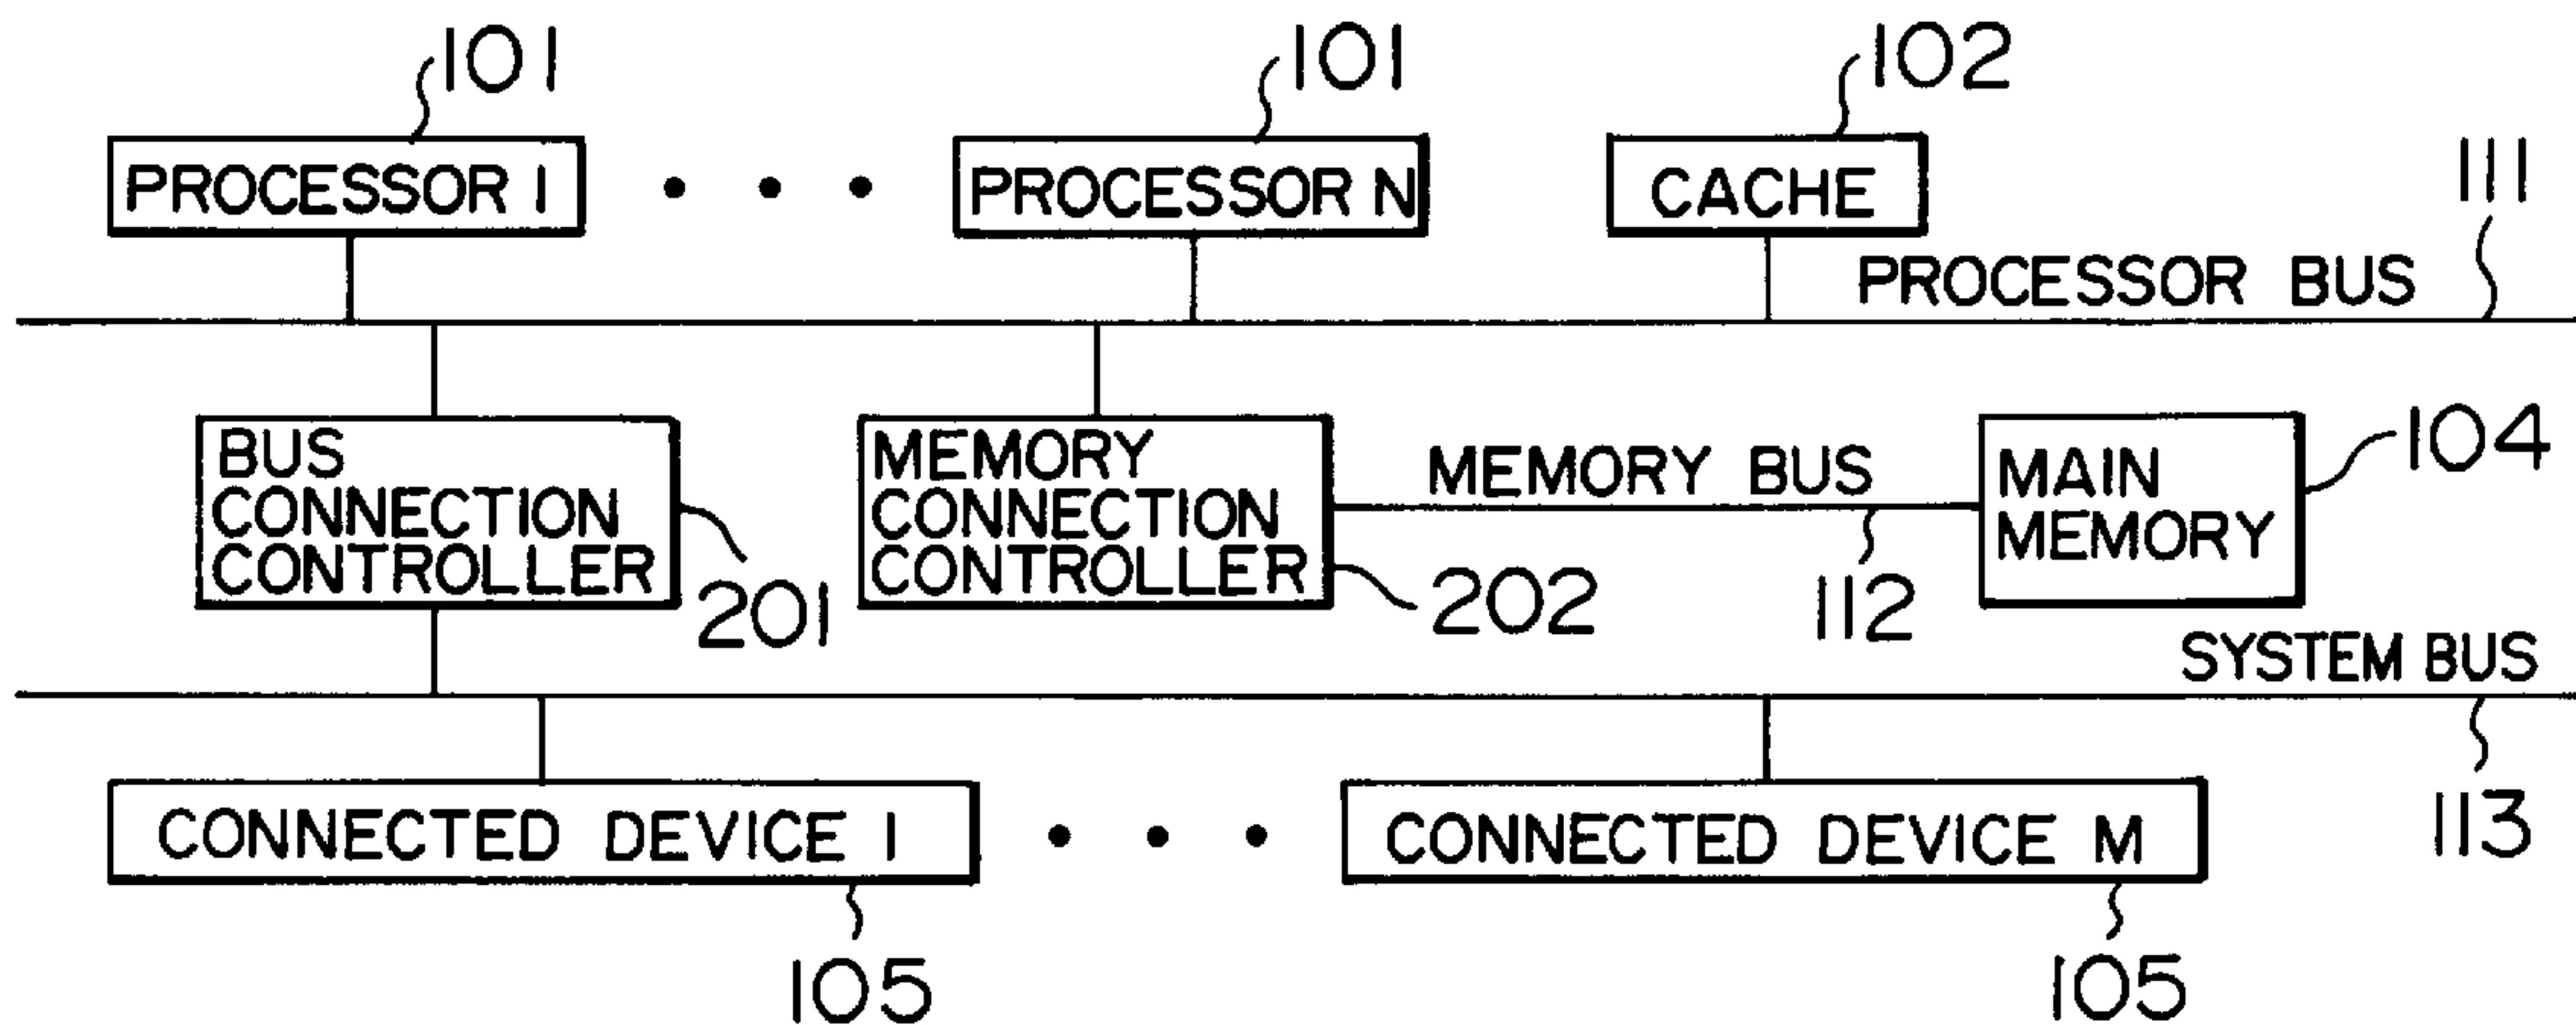 101
101
102
PROCESSOR 1
PROCESSOR N
CACHE
111
PROCESSOR BUS
BUS
CONNECTION
CONTROLLER
201
MEMORY
CONNECTION
CONTROLLER
202
MEMORY BUS
112
MAIN
MEMORY
104
SYSTEM BUS
113
CONNECTED DEVICE 1
CONNECTED DEVICE M
105
105